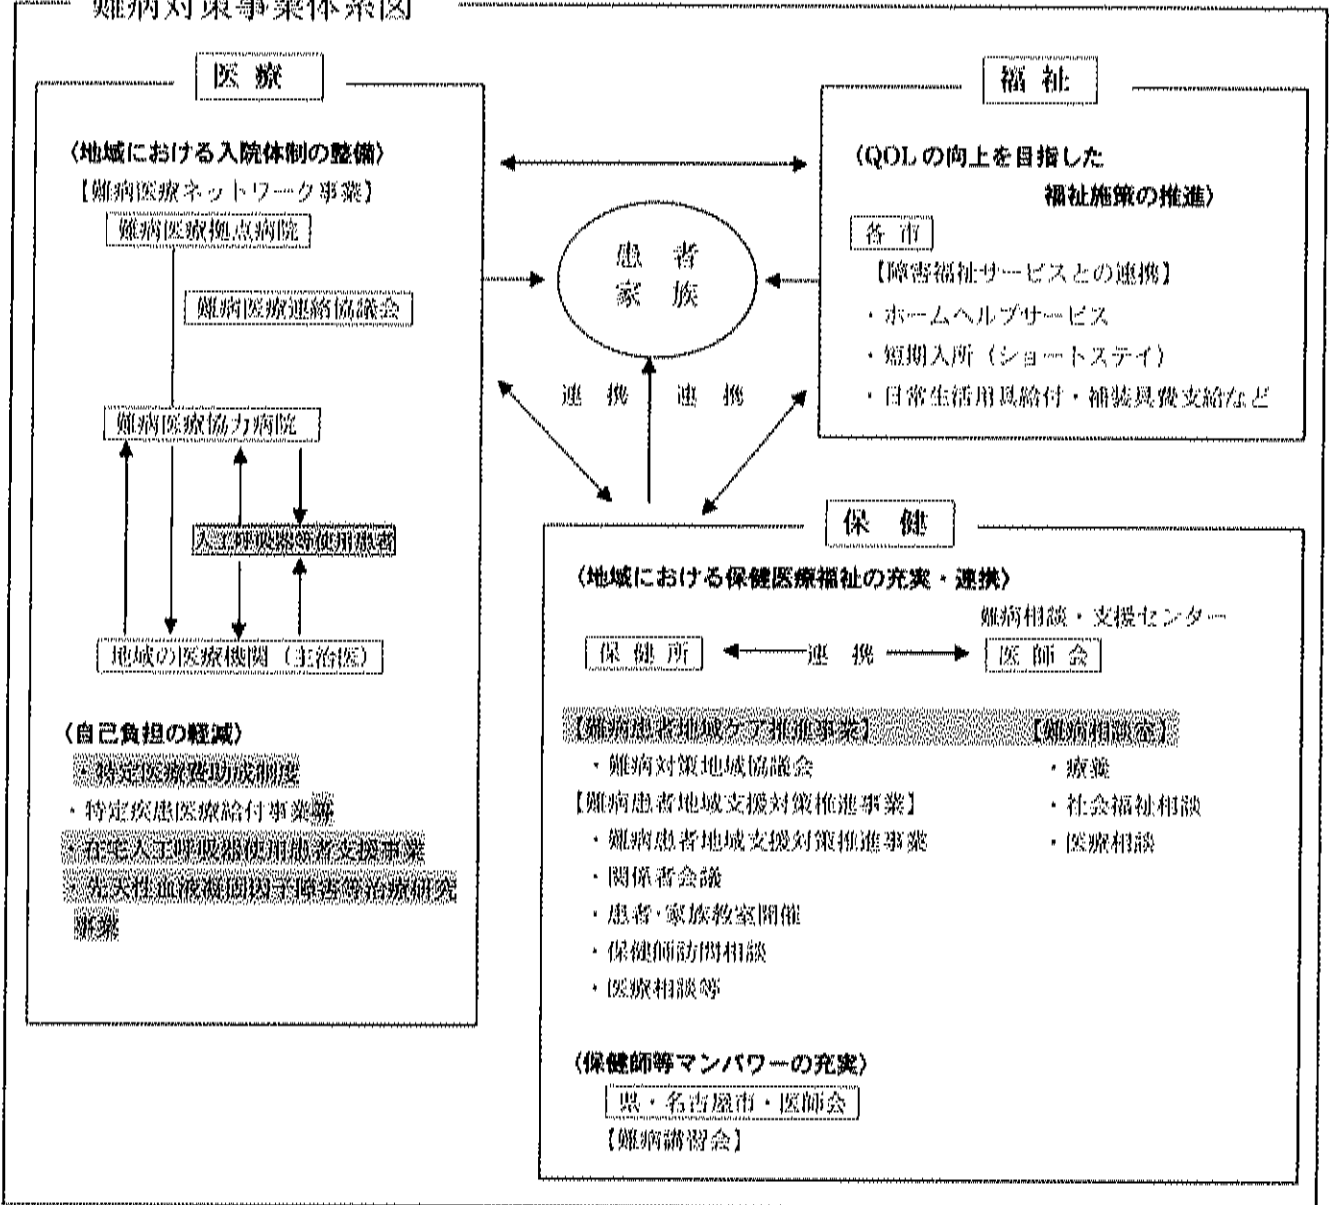 難病対策事業体系図
医療
〈地域における入院体制の整備〉
【難病医療ネットワーク事業】
難病医療拠点病院
難病医療連絡協議会
難病医療協力病院
人工呼吸器等使用患者
地域の医療機関（主治医）
〈自己負担の軽減〉
・特定医療費助成制度
・特定疾患医療給付事業等
・在宅人工呼吸器使用患者支援事業
・先天性血液凝固因子障害等治療研究
事業
患者
家族
連携 連携
福祉
〈QOLの向上を目指した
福祉施策の推進〉
各市
【障害福祉サービスとの連携】
・ホームヘルプサービス
・短期入所（ショートステイ）
・日常生活用具給付・補装具費支給など
保健
〈地域における保健医療福祉の充実・連携〉
難病相談・支援センター
保健所 連携 医師会
【難病患者地域ケア推進事業】 【難病相談室】
・難病対策地域協議会 ・療養
【難病患者地域支援対策推進事業】 ・社会福祉相談
・難病患者地域支援対策推進事業 ・医療相談
・関係者会議
・患者・家族教室開催
・保健師訪問相談
・医療相談等
〈保健師等マンパワーの充実〉
県・名古屋市・医師会
【難病講習会】